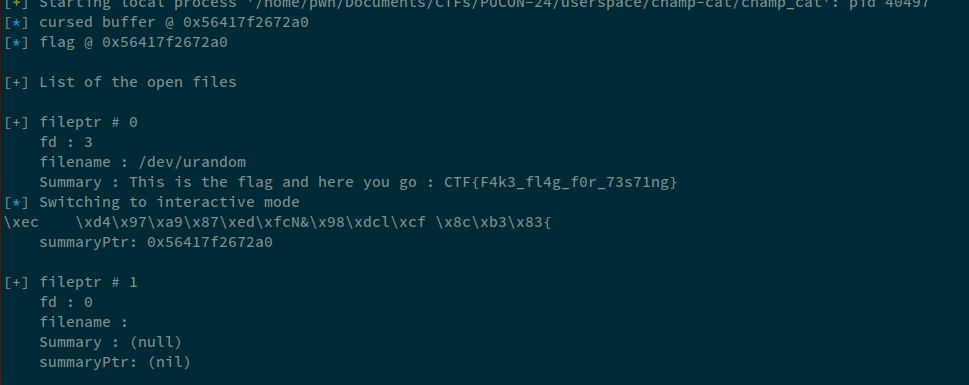 [+] Starting local process '/home/pwn/Documents/CTFs/PUCON-24/userspace/champ-cat/champ_cat': pid 40497
[*] cursed buffer @ 0x56417f2672a0
[*] flag @ 0x56417f2672a0
[+] List of the open files
[+] fileptr # 0
fd : 3
filename : /dev/urandom
Summary : This is the flag and here you go : CTF{F4k3_fl4g_f0r_73s71ng}
[*] Switching to interactive mode
\xec    \xd4\x97\xa9\x87\xed\xfcN&\x98\xdcl\xcf \x8c\xb3\x83{
summaryPtr: 0x56417f2672a0
[+] fileptr # 1
fd : 0
filename :
Summary : (null)
summaryPtr: (nil)